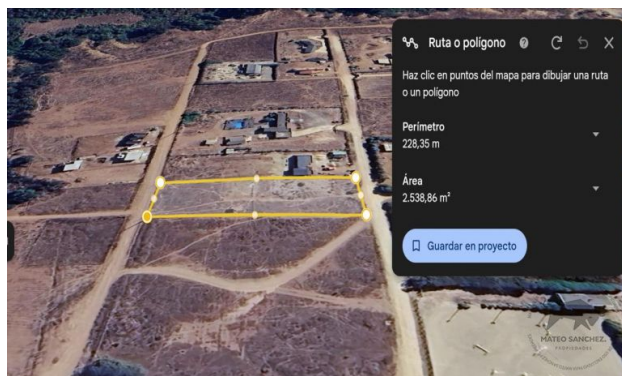 Ruta o polígono
Haz clic en puntos del mapa para dibujar una ruta
o un polígono
Perímetro
228,35 m
Área
2.538,86 m²
Guardar en proyecto
MATEO SANCHEZ
PROPIEDADES